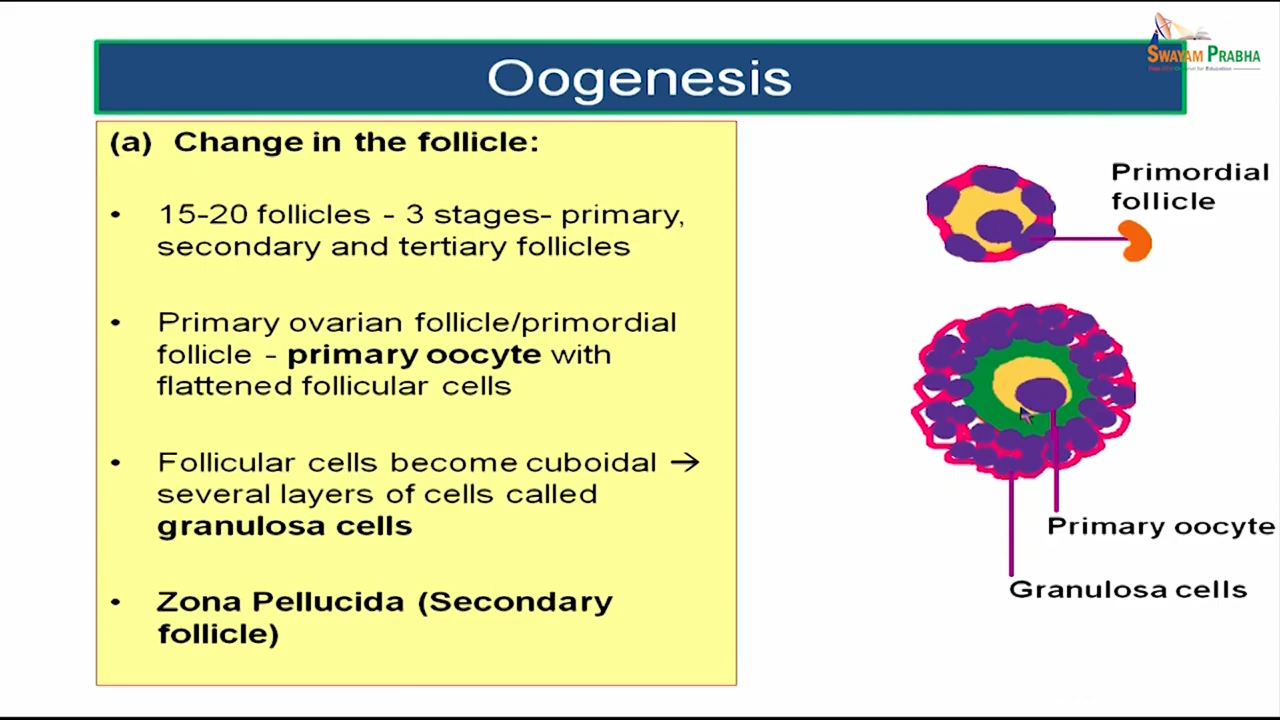 SWAYAM PRABHA
Oogenesis
(a) Change in the follicle:
• 15-20 follicles - 3 stages- primary,
secondary and tertiary follicles
• Primary ovarian follicle/primordial
follicle - primary oocyte with
flattened follicular cells
• Follicular cells become cuboidal →
several layers of cells called
granulosa cells
• Zona Pellucida (Secondary
follicle)
Primordial
follicle
Primary oocyte
Granulosa cells